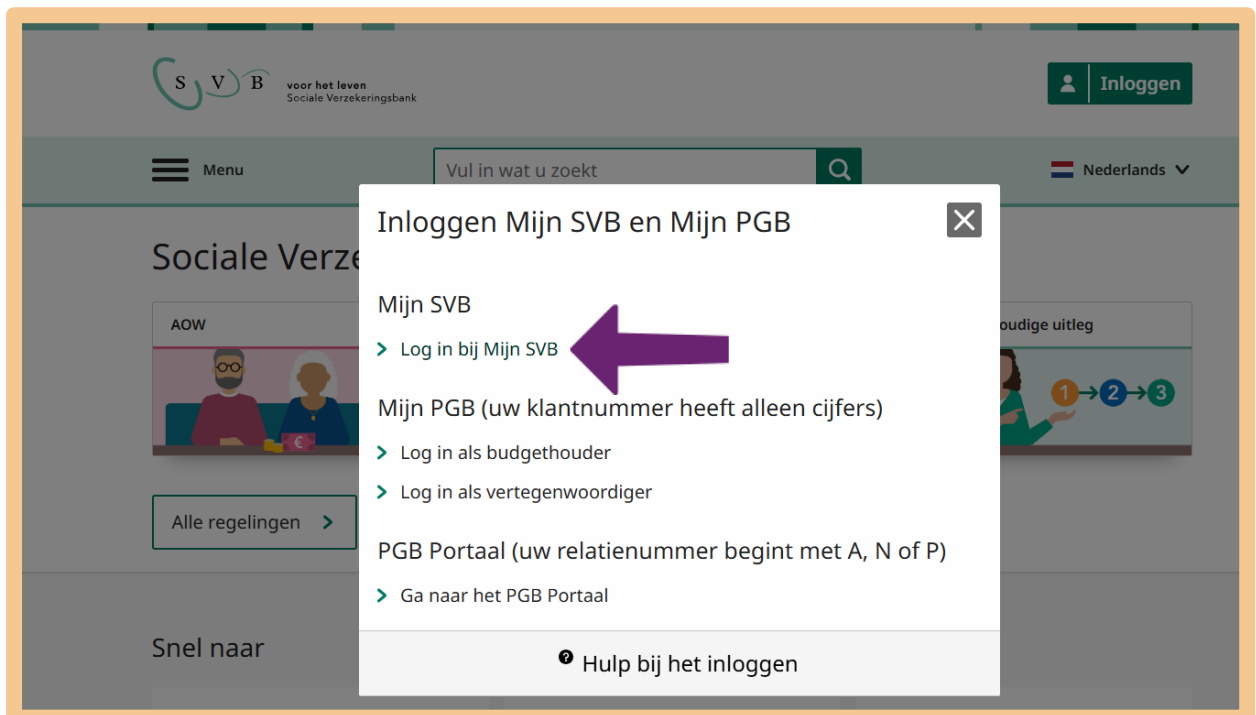 S V B
voor het leven
Sociale Verzekeringsbank
Inloggen
Menu
Vul in wat u zoekt
Nederlands
Sociale Verze
Inloggen Mijn SVB en Mijn PGB
AOW
oudige uitleg
€
1 2 3
Mijn SVB
Log in bij Mijn SVB
Mijn PGB (uw klantnummer heeft alleen cijfers)
Log in als budgethouder
Log in als vertegenwoordiger
Alle regelingen
PGB Portaal (uw relatienummer begint met A, N of P)
Ga naar het PGB Portaal
Snel naar
? Hulp bij het inloggen